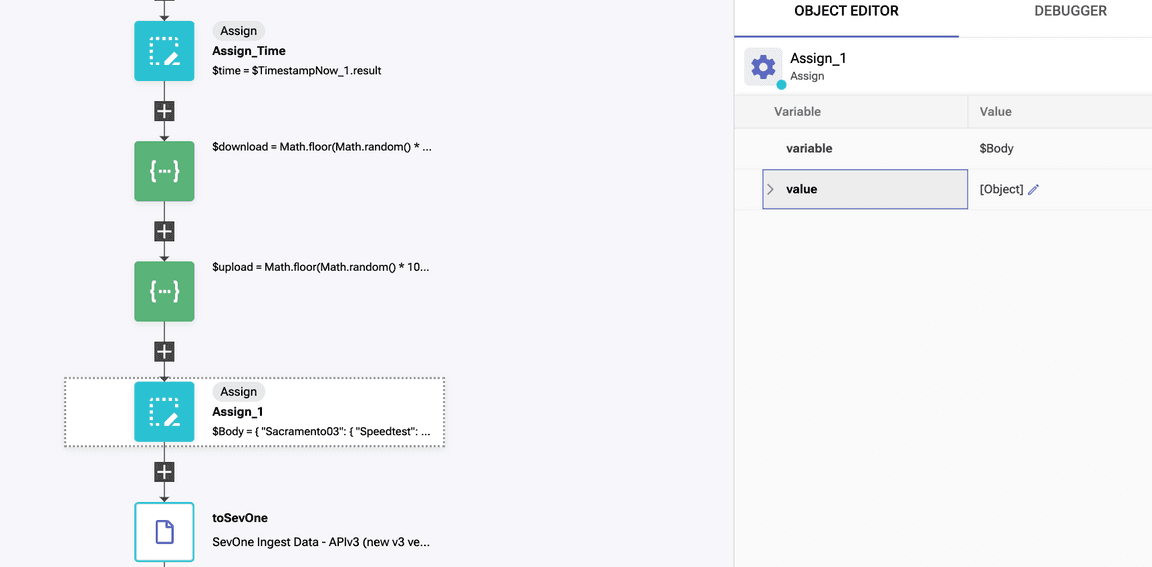 Assign
Assign_Time
$time = $TimestampNow_1.result
$download = Math.floor(Math.random() * ...
$upload = Math.floor(Math.random() * 10...
Assign
Assign_1
$Body = { "Sacramento03": { "Speedtest": ...
toSevOne
SevOne Ingest Data - APIv3 (new v3 ve...
OBJECT EDITOR
DEBUGGER
Assign_1
Assign
Variable
Value
variable
$Body
value
[Object]